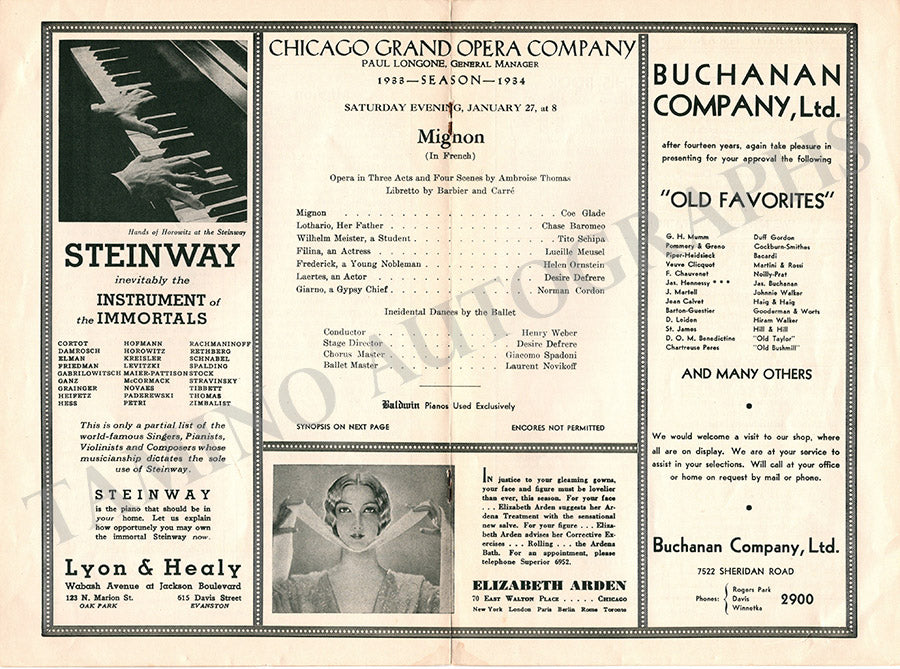 Hands of Horowitz at the Steinway
STEINWAY
inevitably the
INSTRUMENT of
the IMMORTALS
CORTOT HOFMANN RACHMANINOFF
DAMROSCH HOROWITZ RETHBERG
ELMAN KREISLER SCHNABEL
FRIEDMAN LEVITZKI SPALDING
GABRILOWITSCH MAIER-PATTISON STOCK
GANZ McCORMACK STRAVINSKY
GRAINGER NOVAES TIBBETT
HEIFETZ PADEREWSKI THOMAS
HESS PETRI ZIMBALIST
This is only a partial list of the
world-famous Singers, Pianists,
Violinists and Composers whose
musicianship dictates the sole
use of Steinway.
STEINWAY
is the piano that should be in
your home. Let us explain
how opportunely you may own
the immortal Steinway now.
Lyon & Healy
Wabash Avenue at Jackson Boulevard
123 N. Marion St. 615 Davis Street
OAK PARK EVANSTON
CHICAGO GRAND OPERA COMPANY
PAUL LONGONE, GENERAL MANAGER
1933—SEASON—1934
SATURDAY EVENING, JANUARY 27, at 8
Mignon
(In French)
Opera in Three Acts and Four Scenes by Ambroise Thomas
Libretto by Barbier and Carré
Mignon . . . . . . . . . . Coe Glade
Lothario, Her Father . . . . . . . . . . Chase Baromeo
Wilhelm Meister, a Student . . . . . . . . . . Tito Schipa
Filina, an Actress . . . . . . . . . . Lucille Meusel
Frederick, a Young Nobleman . . . . . . . . . . Helen Ornstein
Laertes, an Actor . . . . . . . . . . Desire Defrere
Giarno, a Gypsy Chief . . . . . . . . . . Norman Cordon
Incidental Dances by the Ballet
Conductor . . . . . . . . . . Henry Weber
Stage Director . . . . . . . . . . Desire Defrere
Chorus Master . . . . . . . . . . Giacomo Spadoni
Ballet Master . . . . . . . . . . Laurent Novikoff
Baldwin Pianos Used Exclusively
SYNOPSIS ON NEXT PAGE ENCORES NOT PERMITTED
IN justice to your gleaming gowns,
your face and figure must be lovelier
than ever, this season. For your face
. . . Elizabeth Arden suggests her Ar-
dena Treatment with the sensational
new salve. For your figure . . . Eliza-
beth Arden advises her Corrective Ex-
ercises . . . Rolling . . . the Ardena
Bath. For an appointment, please
telephone Superior 6952.
ELIZABETH ARDEN
70 EAST WALTON PLACE . . . . . CHICAGO
New York London Paris Berlin Rome Toronto
BUCHANAN
COMPANY, Ltd.
after fourteen years, again take pleasure in
presenting for your approval the following
"OLD FAVORITES"
G. H. Mumm Duff Gordon
Pommery & Greno Cockburn-Smithes
Piper-Heidsieck Bacardi
Veuve Clicquot Martini & Rossi
F. Chauvenet Noilly-Prat
Jas. Hennessy * * * Jas. Buchanan
J. Martell Johnnie Walker
Jean Calvet Haig & Haig
Barton-Guestier Gooderman & Worts
D. Leiden Hiram Walker
St. James Hill & Hill
D. O. M. Benedictine "Old Taylor"
Chartreuse Peres "Old Bushmill"
AND MANY OTHERS
We would welcome a visit to our shop, where
all are on display. We are at your service to
assist in your selections. Will call at your office
or home on request by mail or phone.
Buchanan Company, Ltd.
7522 SHERIDAN ROAD
Phones: Rogers Park
Davis
Winnetka
2900
TAMINO AUTOGRAPHS